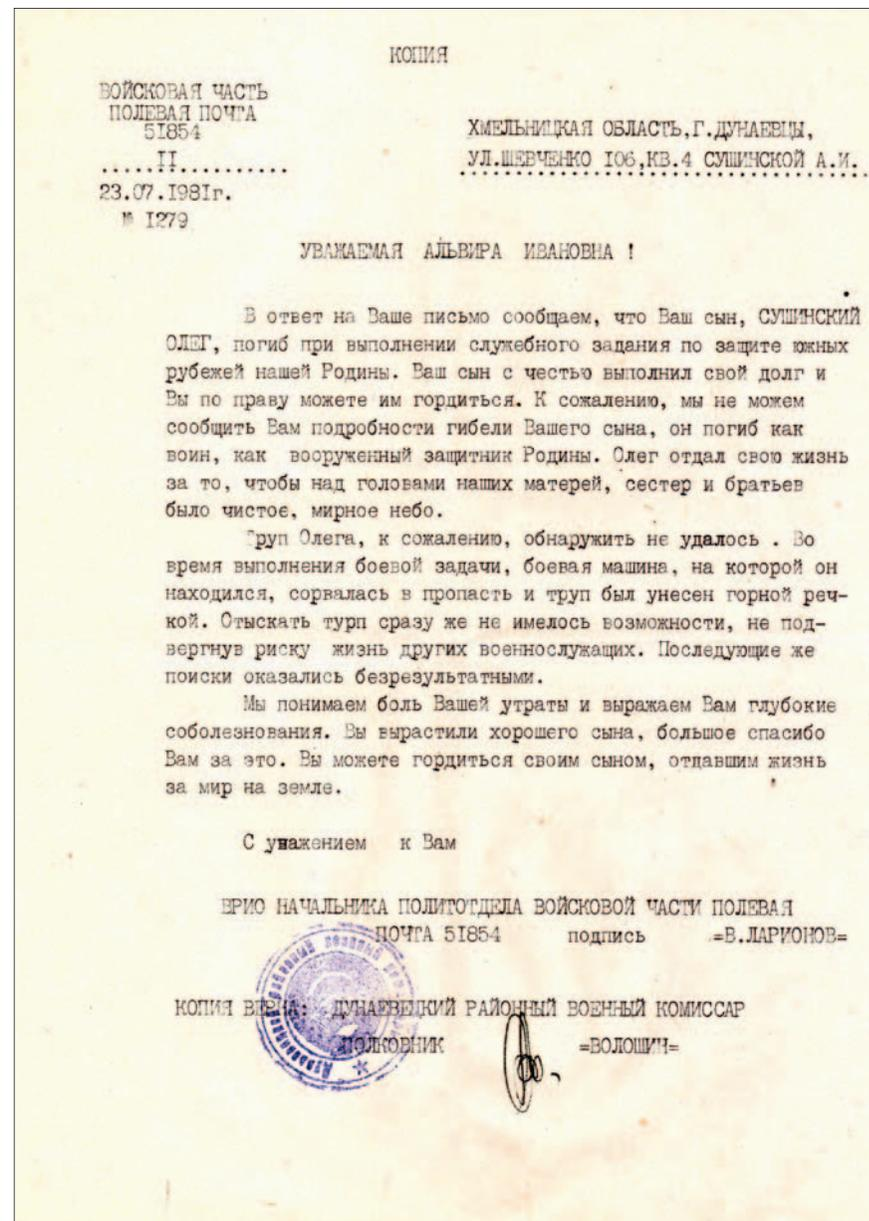 КОПИЯ
ВОЙСКОВАЯ ЧАСТЬ
ПОЛЕВАЯ ПОЧТА
51854
II
23.07.1981г.
№ 1279
ХМЕЛЬНИЦКАЯ ОБЛАСТЬ,Г.ДУНАЕВЦЫ,
УЛ.ШЕВЧЕНКО 106,КВ.4 СУШИНСКОЙ А.И.
УВАЖАЕМАЯ АЛЬВИРА ИВАНОВНА !
В ответ на Ваше письмо сообщаем, что Ваш сын, СУШИНСКИЙ
ОЛЕГ, погиб при выполнении служебного задания по защите южных
рубежей нашей Родины. Ваш сын с честью выполнил свой долг и
Вы по праву можете им гордиться. К сожалению, мы не можем
сообщить Вам подробности гибели Вашего сына, он погиб как
воин, как вооруженный защитник Родины. Олег отдал свою жизнь
за то, чтобы над головами наших матерей, сестер и братьев
было чистое, мирное небо.
Труп Олега, к сожалению, обнаружить не удалось . Во
время выполнения боевой задачи, боевая машина, на которой он
находился, сорвалась в пропасть и труп был унесен горной реч-
кой. Отыскать турп сразу же не имелось возможности, не под-
вергнув риску жизнь других военнослужащих. Последующие же
поиски оказались безрезультатными.
Мы понимаем боль Вашей утраты и выражаем Вам глубокие
соболезнования. Вы вырастили хорошего сына, большое спасибо
Вам за это. Вы можете гордиться своим сыном, отдавшим жизнь
за мир на земле.
С уважением к Вам
ВРИО НАЧАЛЬНИКА ПОЛИТОТДЕЛА ВОЙСКОВОЙ ЧАСТИ ПОЛЕВАЯ
ПОЧТА 51854 подпись =В.ЛАРИОНОВ=
КОПИЯ ВЕРНА: ДУНАЕВЕЦКИЙ РАЙОННЫЙ ВОЕННЫЙ КОМИССАР
ПОЛКОВНИК =ВОЛОШИЧ=